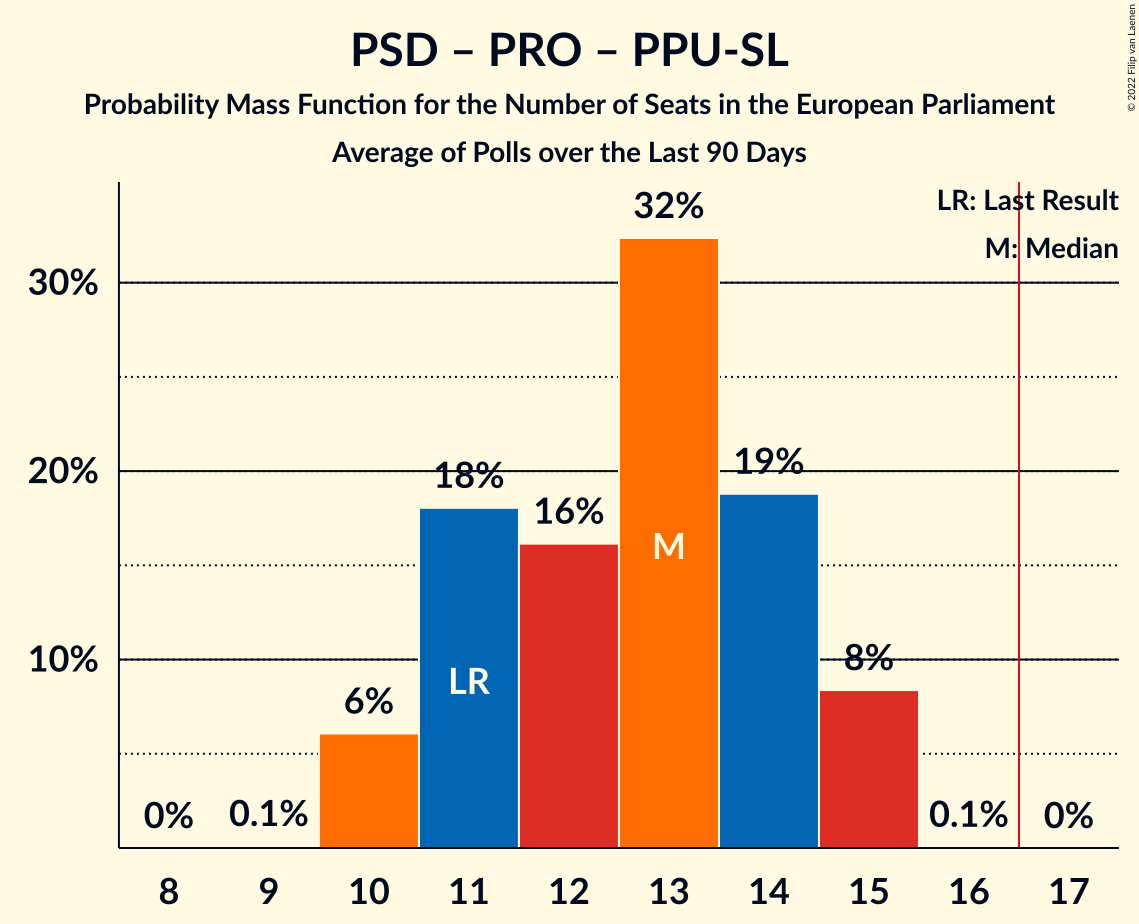 PSD – PRO – PPU-SL
Probability Mass Function for the Number of Seats in the European Parliament
Average of Polls over the Last 90 Days
© 2022 Filip van Laenen
LR: Last Result
M: Median
30%
20%
10%
0%
0.1%
6%
18%
16%
32%
19%
8%
0.1%
0%
LR
M
8 9 10 11 12 13 14 15 16 17